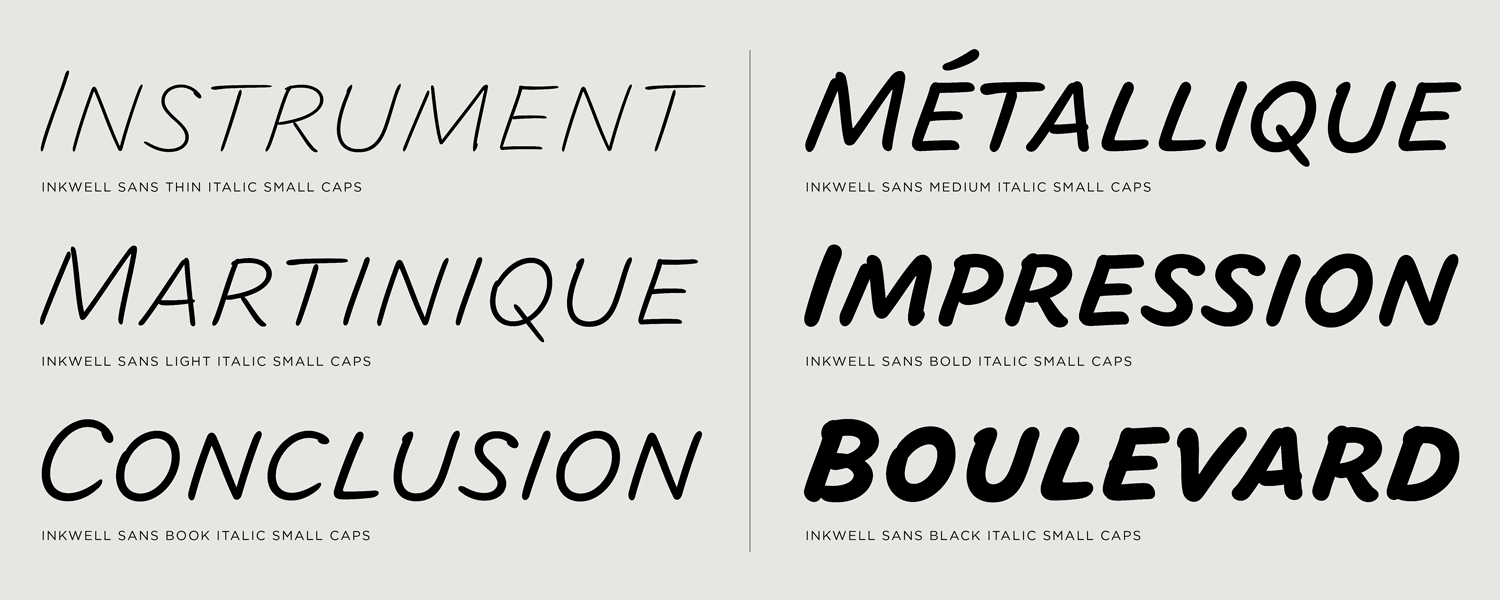 INSTRUMENT
INKWELL SANS THIN ITALIC SMALL CAPS
MARTINIQUE
INKWELL SANS LIGHT ITALIC SMALL CAPS
CONCLUSION
INKWELL SANS BOOK ITALIC SMALL CAPS
MÉTALLIQUE
INKWELL SANS MEDIUM ITALIC SMALL CAPS
IMPRESSION
INKWELL SANS BOLD ITALIC SMALL CAPS
BOULEVARD
INKWELL SANS BLACK ITALIC SMALL CAPS